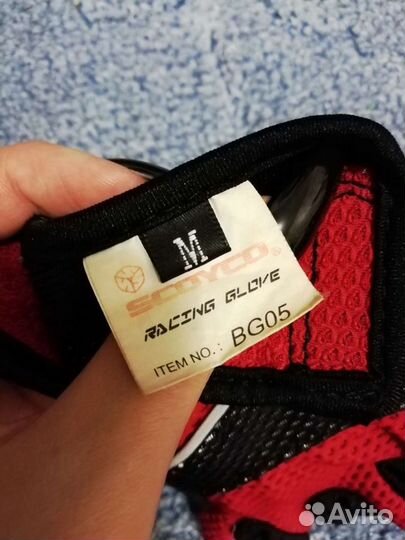 M
SCOYCO®
RACING GLOVE
ITEM NO.: BG05
Avito